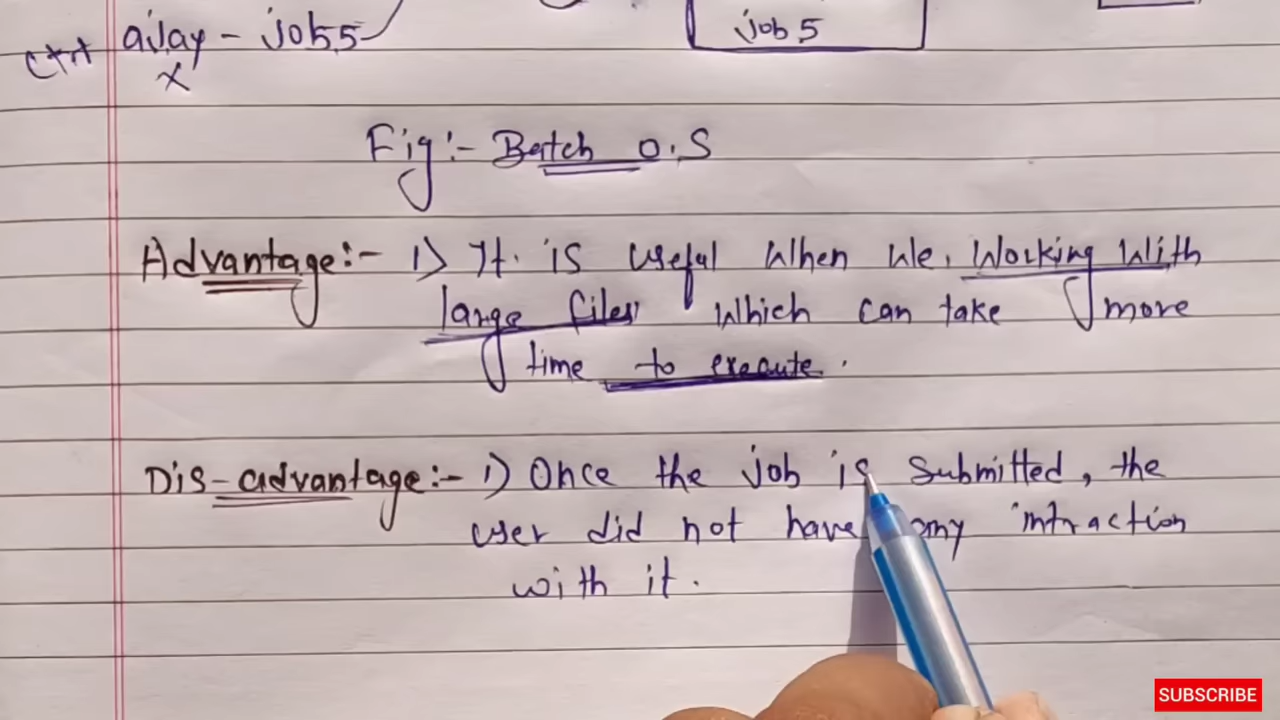 ajay - job5
job 5
x
Fig :- Batch O.S
Advantage :- 1) It is useful when we, working with
large files which can take more
time to execute.
Dis-advantage :- 1) Once the job is submitted, the
user did not have any intraction
with it.
SUBSCRIBE